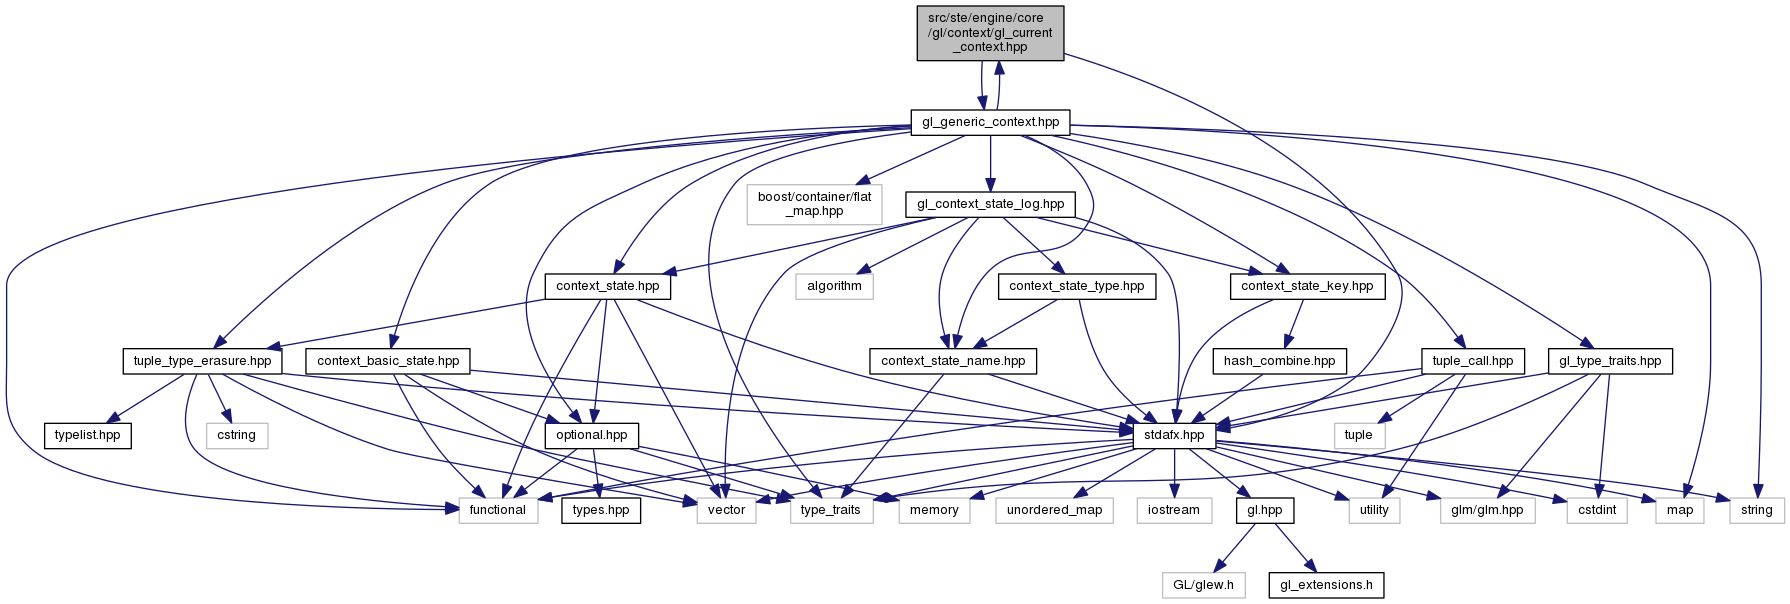 src/ste/engine/core
/gl/context/gl_current
_context.hpp
gl_generic_context.hpp
boost/container/flat
_map.hpp
gl_context_state_log.hpp
context_state.hpp
algorithm
context_state_type.hpp
context_state_key.hpp
tuple_type_erasure.hpp
context_basic_state.hpp
context_state_name.hpp
hash_combine.hpp
tuple_call.hpp
gl_type_traits.hpp
typelist.hpp
cstring
optional.hpp
stdafx.hpp
tuple
functional
types.hpp
vector
type_traits
memory
unordered_map
iostream
gl.hpp
utility
glm/glm.hpp
cstdint
map
string
GL/glew.h
gl_extensions.h